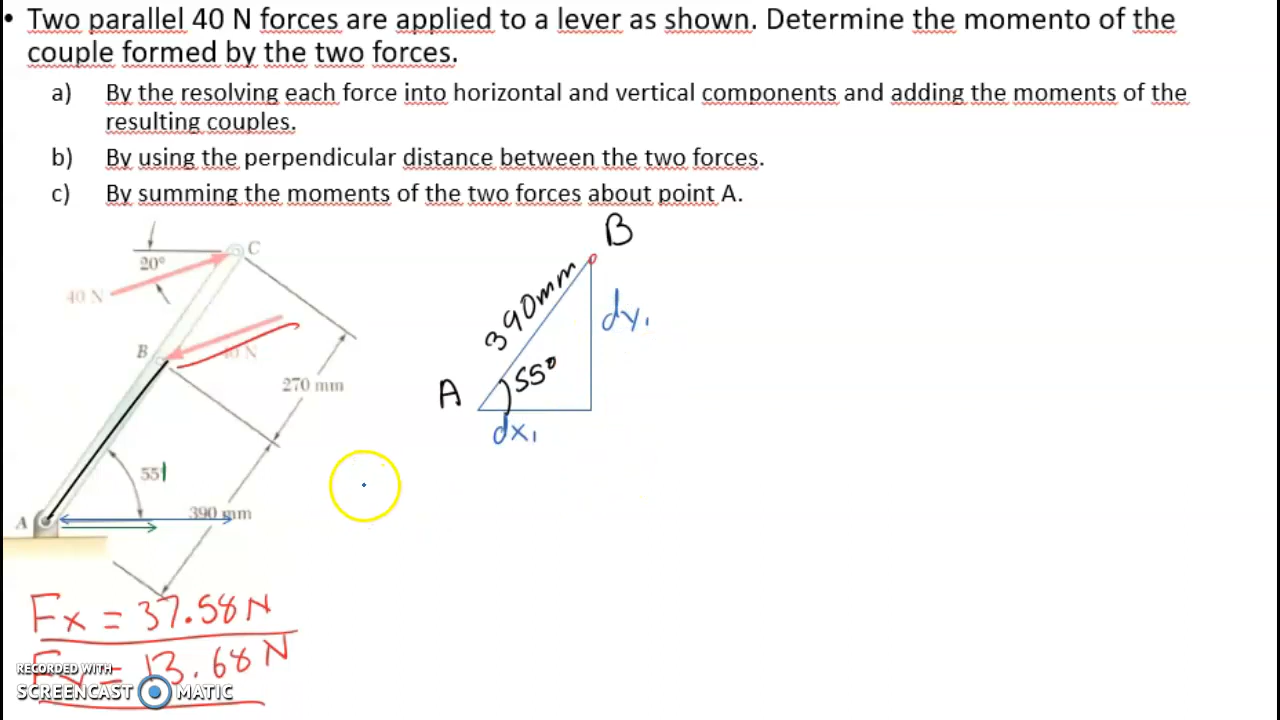 • Two parallel 40 N forces are applied to a lever as shown. Determine the momento of the
couple formed by the two forces.
a) By the resolving each force into horizontal and vertical components and adding the moments of the
resulting couples.
b) By using the perpendicular distance between the two forces.
c) By summing the moments of the two forces about point A.
C
20°
40 N
B
40 N
270 mm
55
A
390 mm
B
390mm
dy1
A
55°
dx1
Fx = 37.58N
Fy = 13.68N
RECORDED WITH
SCREENCAST MATIC